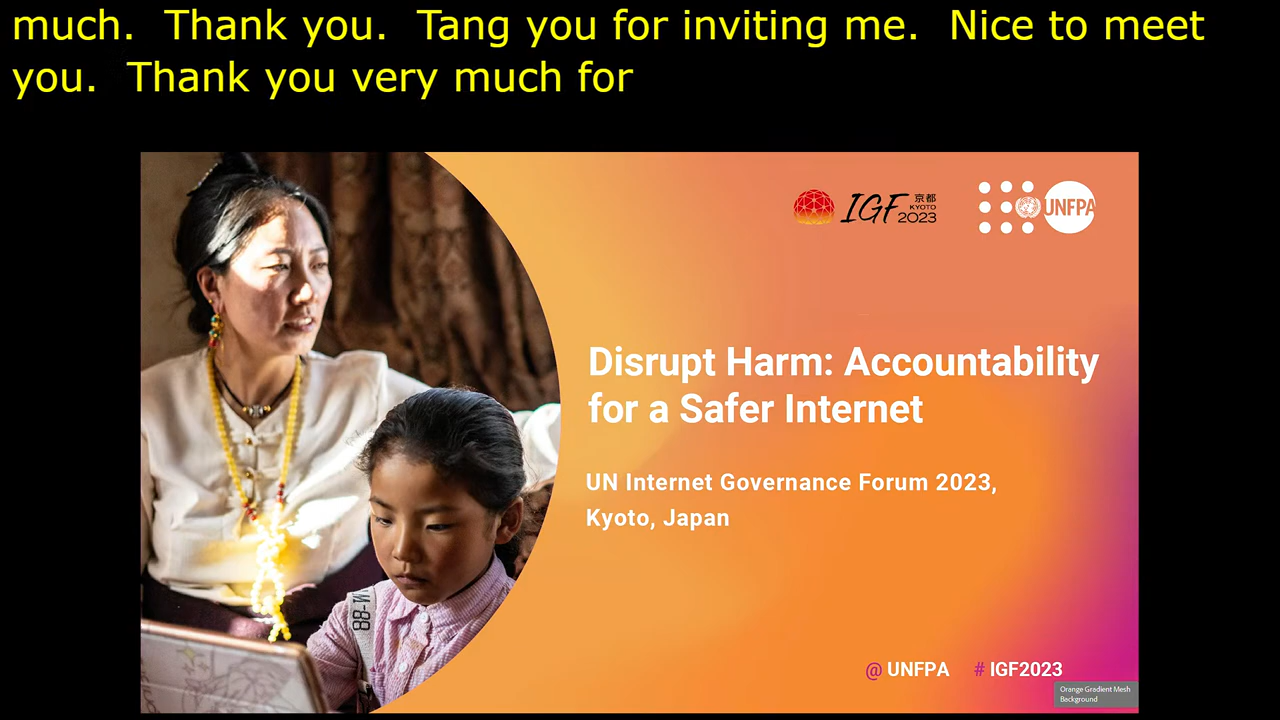 much.  Thank you.  Tang you for inviting me.  Nice to meet
you.  Thank you very much for
IGF 京都 KYOTO 2023
UNFPA
Disrupt Harm: Accountability
for a Safer Internet
UN Internet Governance Forum 2023,
Kyoto, Japan
@ UNFPA # IGF2023
Orange Gradient Mesh
Background
M-88